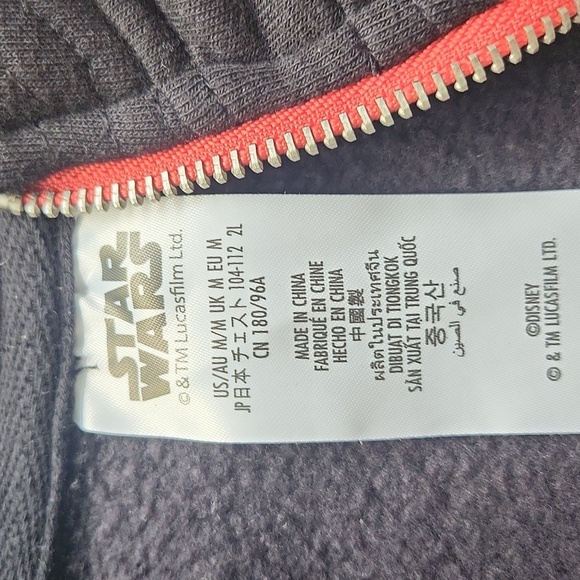 STAR
WARS
© & TM Lucasfilm Ltd.
US/AU M/M UK M EU M
JP日本 チェスト 104-112 2L
CN 180/96A
MADE IN CHINA
FABRIQUÉ EN CHINE
HECHO EN CHINA
中國製
ผลิตในประเทศจีน
DIBUAT DI TIONGKOK
SẢN XUẤT TẠI TRUNG QUỐC
중국산
صنع في الصين
©DISNEY
© & TM LUCASFILM LTD.